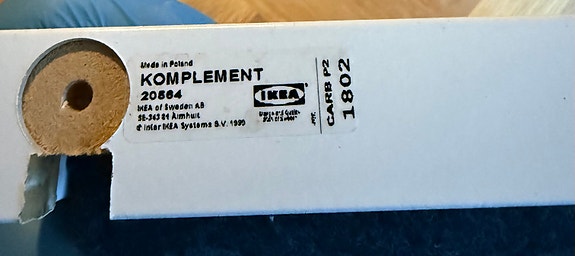 Made in Poland
KOMPLEMENT
20564
IKEA of Sweden AB
SE-343 81 Älmhult
© Inter IKEA Systems B.V. 1999
IKEA
CARB P2
1802